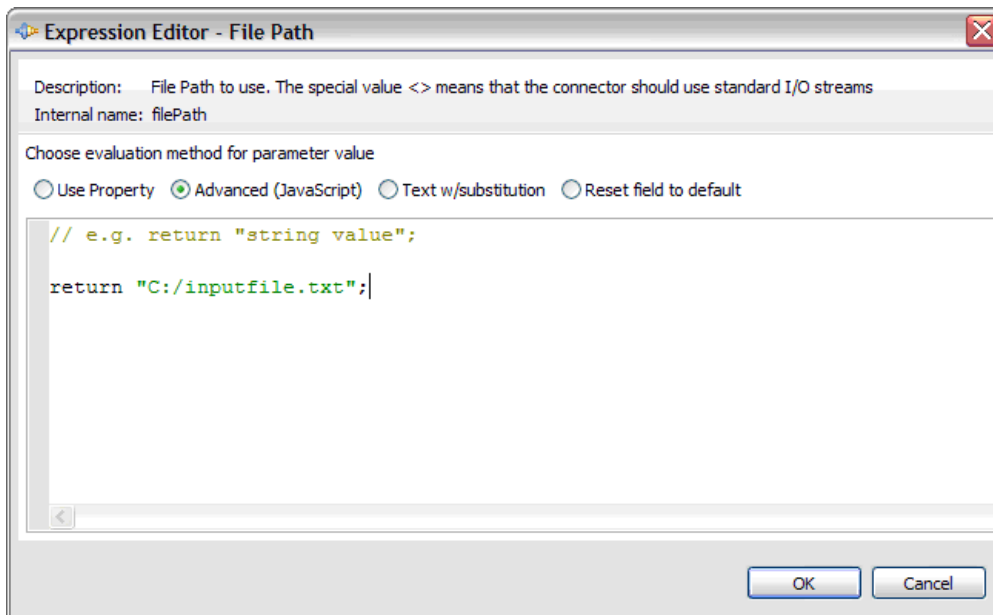 Expression Editor - File Path
Description: File Path to use. The special value <> means that the connector should use standard I/O streams
Internal name: filePath
Choose evaluation method for parameter value
Use Property Advanced (JavaScript) Text w/substitution Reset field to default
// e.g. return "string value";
return "C:/inputfile.txt";
OK Cancel